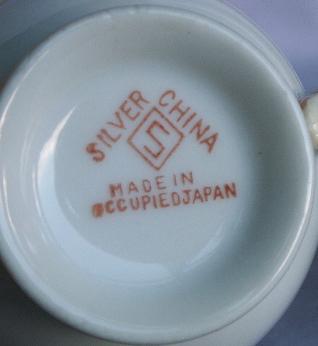 SILVER CHINA
S
MADE IN
OCCUPIED JAPAN